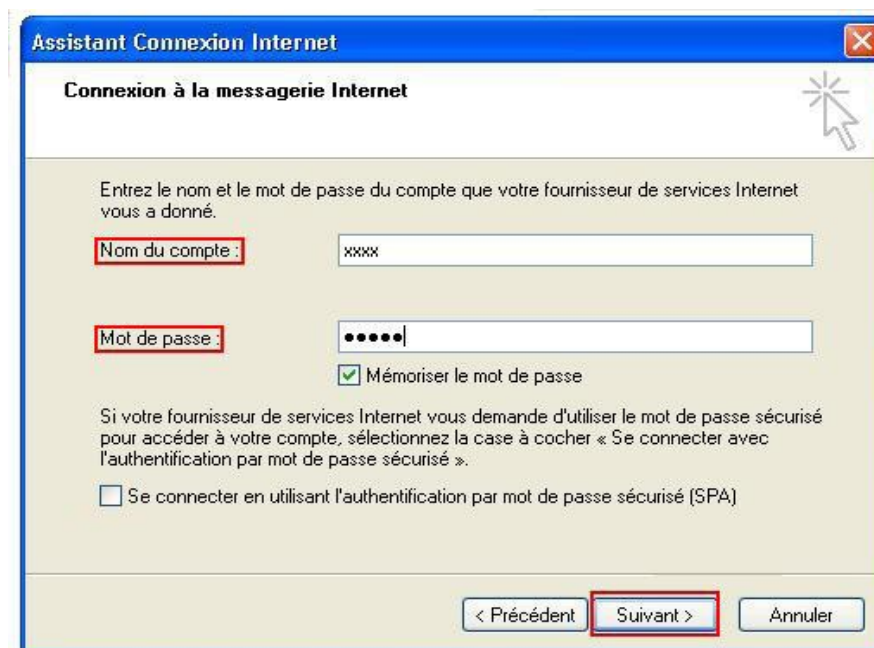 Assistant Connexion Internet
Connexion à la messagerie Internet
Entrez le nom et le mot de passe du compte que votre fournisseur de services Internet
vous a donné.
Nom du compte :
xxxx
Mot de passe :
●●●●●
Mémoriser le mot de passe
Si votre fournisseur de services Internet vous demande d'utiliser le mot de passe sécurisé
pour accéder à votre compte, sélectionnez la case à cocher « Se connecter avec
l'authentification par mot de passe sécurisé ».
Se connecter en utilisant l'authentification par mot de passe sécurisé (SPA)
< Précédent
Suivant >
Annuler